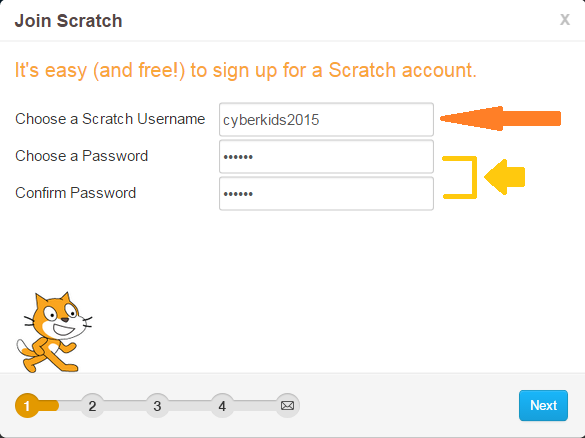 Join Scratch x
It's easy (and free!) to sign up for a Scratch account.
Choose a Scratch Username cyberkids2015
Choose a Password ••••••
Confirm Password ••••••
1 2 3 4 Next